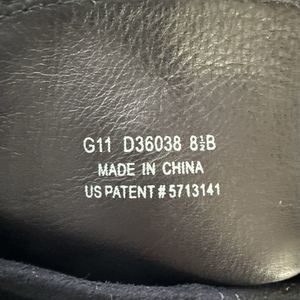 G11 D36038 8½B
MADE IN CHINA
US PATENT # 5713141